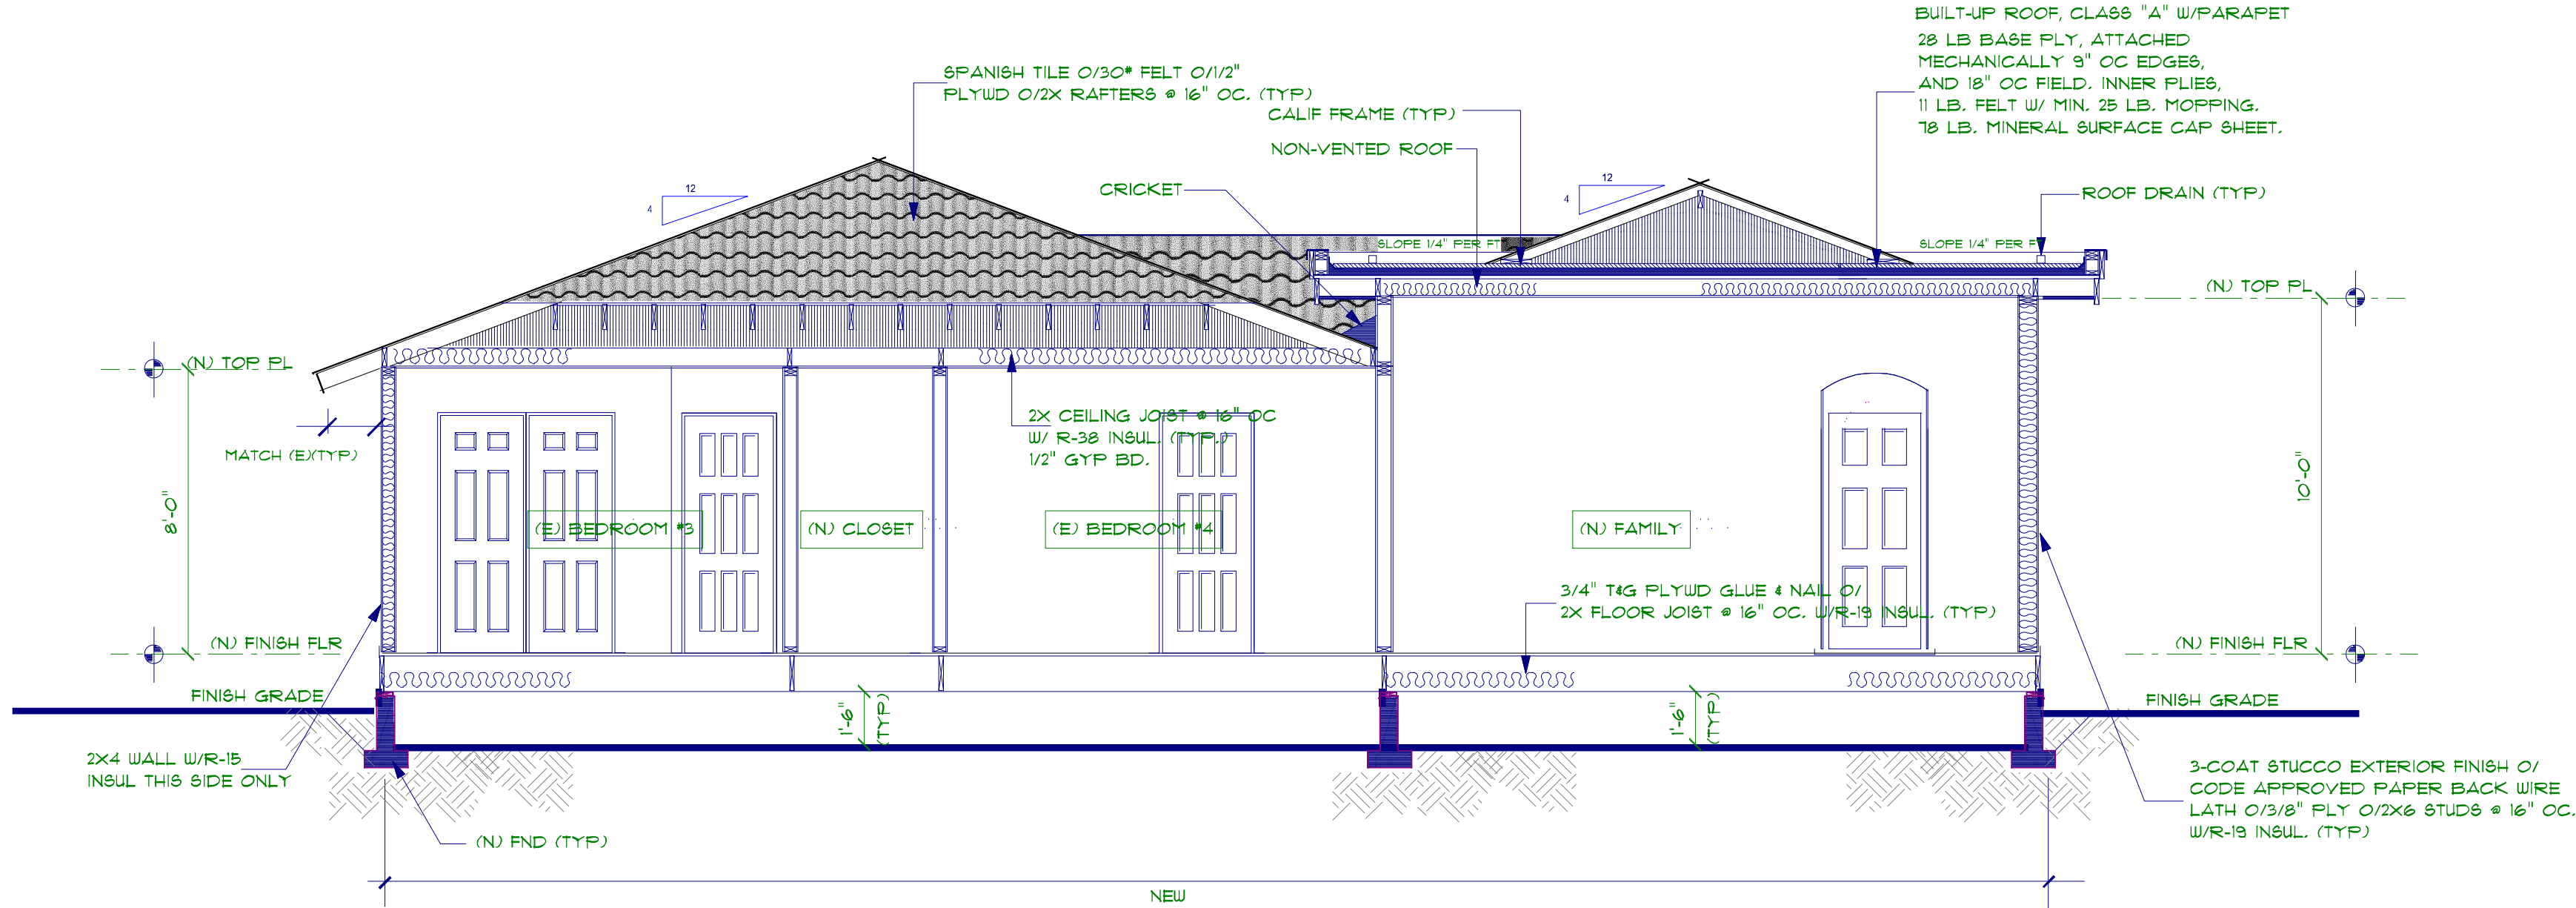 BUILT-UP ROOF, CLASS "A" W/PARAPET
28 LB BASE PLY, ATTACHED
MECHANICALLY 9" OC EDGES,
AND 18" OC FIELD. INNER PLIES,
11 LB. FELT W/ MIN. 25 LB. MOPPING.
78 LB. MINERAL SURFACE CAP SHEET.
SPANISH TILE O/30# FELT O/1/2"
PLYWD O/2X RAFTERS @ 16" OC. (TYP)
CALIF FRAME (TYP)
NON-VENTED ROOF
CRICKET
ROOF DRAIN (TYP)
12
4
12
4
SLOPE 1/4" PER FT
SLOPE 1/4" PER FT
(N) TOP PL
(N) TOP PL
MATCH (E)(TYP)
8'-0"
10'-0"
2X CEILING JOIST @ 16" OC
W/ R-38 INSUL. (TYP.)
1/2" GYP BD.
(E) BEDROOM #3
(N) CLOSET
(E) BEDROOM #4
(N) FAMILY
3/4" T&G PLYWD GLUE & NAIL O/
2X FLOOR JOIST @ 16" OC. W/R-19 INSUL. (TYP)
(N) FINISH FLR
(N) FINISH FLR
FINISH GRADE
FINISH GRADE
1'-6"
(TYP)
1'-6"
(TYP)
2X4 WALL W/R-15
INSUL THIS SIDE ONLY
(N) FND (TYP)
3-COAT STUCCO EXTERIOR FINISH O/
CODE APPROVED PAPER BACK WIRE
LATH O/3/8" PLY O/2X6 STUDS @ 16" OC.
W/R-19 INSUL. (TYP)
NEW